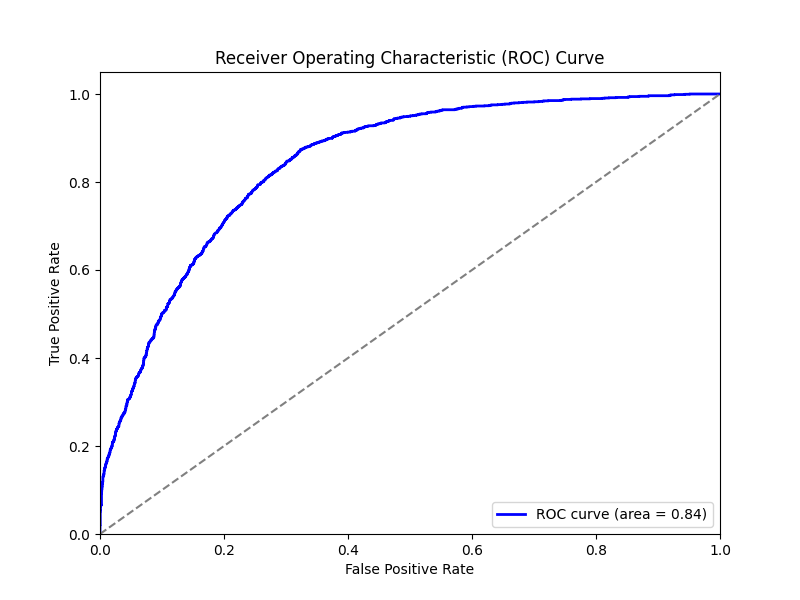 Receiver Operating Characteristic (ROC) Curve
True Positive Rate
1.0
0.8
0.6
0.4
0.2
0.0
ROC curve (area = 0.84)
0.0 0.2 0.4 0.6 0.8 1.0
False Positive Rate